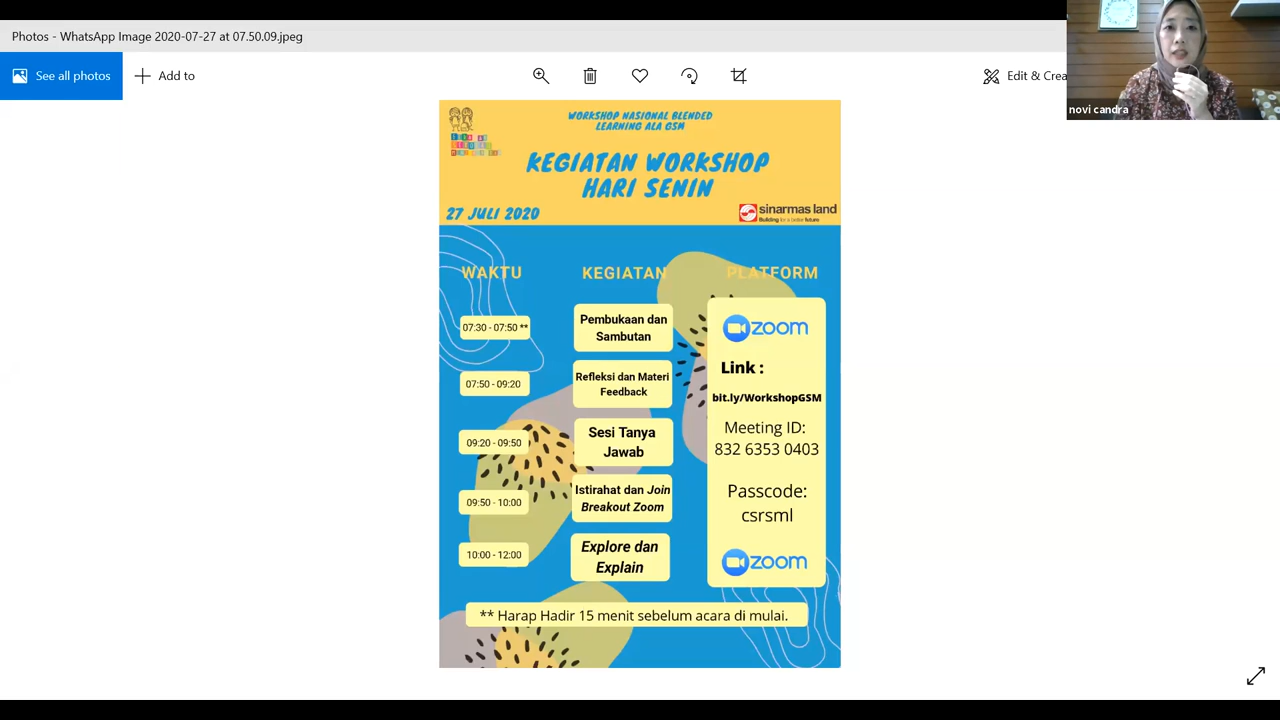 Photos - WhatsApp Image 2020-07-27 at 07.50.09.jpeg
See all photos
Add to
Edit & Crea
novi candra
WORKSHOP NASIONAL BLENDED
LEARNING ALA GSM
KEGIATAN WORKSHOP
HARI SENIN
27 JULI 2020
sinarmas land
Building for a better future
WAKTU
KEGIATAN
PLATFORM
07:30 - 07:50 **
Pembukaan dan
Sambutan
07:50 - 09:20
Refleksi dan Materi
Feedback
09:20 - 09:50
Sesi Tanya
Jawab
09:50 - 10:00
Istirahat dan Join
Breakout Zoom
10:00 - 12:00
Explore dan
Explain
zoom
Link :
bit.ly/WorkshopGSM
Meeting ID:
832 6353 0403
Passcode:
csrsml
zoom
** Harap Hadir 15 menit sebelum acara di mulai.